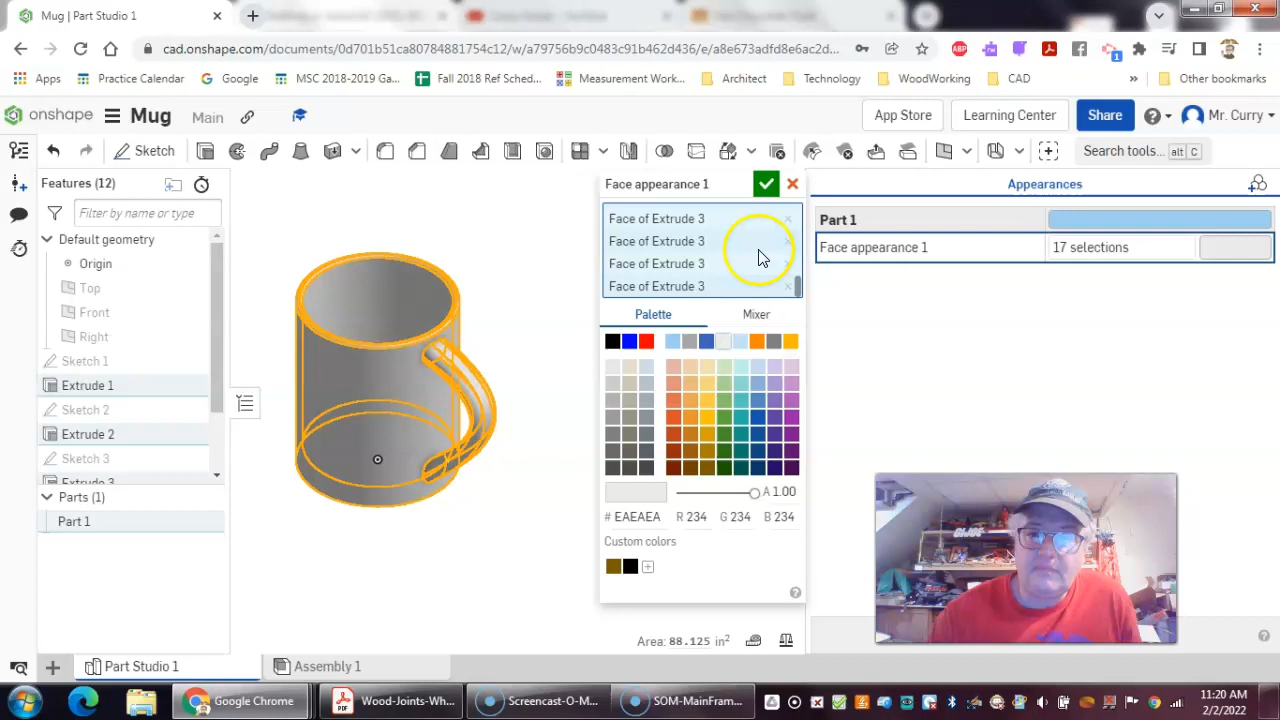 Mug | Part Studio 1
cad.onshape.com/documents/0d701b51ca80784881754c12/w/a79756b9c0483c91b462d436/e/a8e673adfd8e6ac2d...
ABP
1
Apps
Practice Calendar
Google
MSC 2018-2019 Ga...
Fall 2018 Ref Sched...
Measurement Wok...
Architect
Technology
WoodWorking
CAD
»
Other bookmarks
onshape
Mug
Main
App Store
Learning Center
Share
Mr. Curry
Sketch
Search tools...
alt C
Features (12)
Filter by name or type
Default geometry
Origin
Top
Front
Right
Sketch 1
Extrude 1
Sketch 2
Extrude 2
Sketch 3
Extrude 3
Parts (1)
Part 1
Face appearance 1
Face of Extrude 3
Face of Extrude 3
Face of Extrude 3
Face of Extrude 3
Palette
Mixer
A 1.00
# EAEAEA
R 234
G 234
B 234
Custom colors
Appearances
Part 1
Face appearance 1
17 selections
Area: 88.125 in²
Part Studio 1
Assembly 1
Google Chrome
Wood-Joints-Wh...
Screencast-O-M...
SOM-MainFram...
11:20 AM
2/2/2022